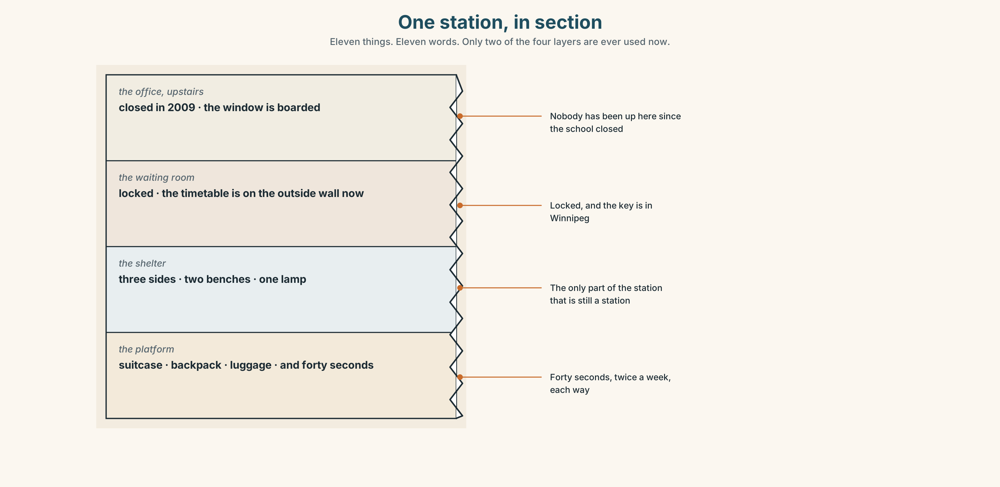 One station, in section
Eleven things. Eleven words. Only two of the four layers are ever used now.
the office, upstairs
closed in 2009 · the window is boarded
Nobody has been up here since
the school closed
the waiting room
locked · the timetable is on the outside wall now
Locked, and the key is in
Winnipeg
the shelter
three sides · two benches · one lamp
The only part of the station
that is still a station
the platform
suitcase · backpack · luggage · and forty seconds
Forty seconds, twice a week,
each way